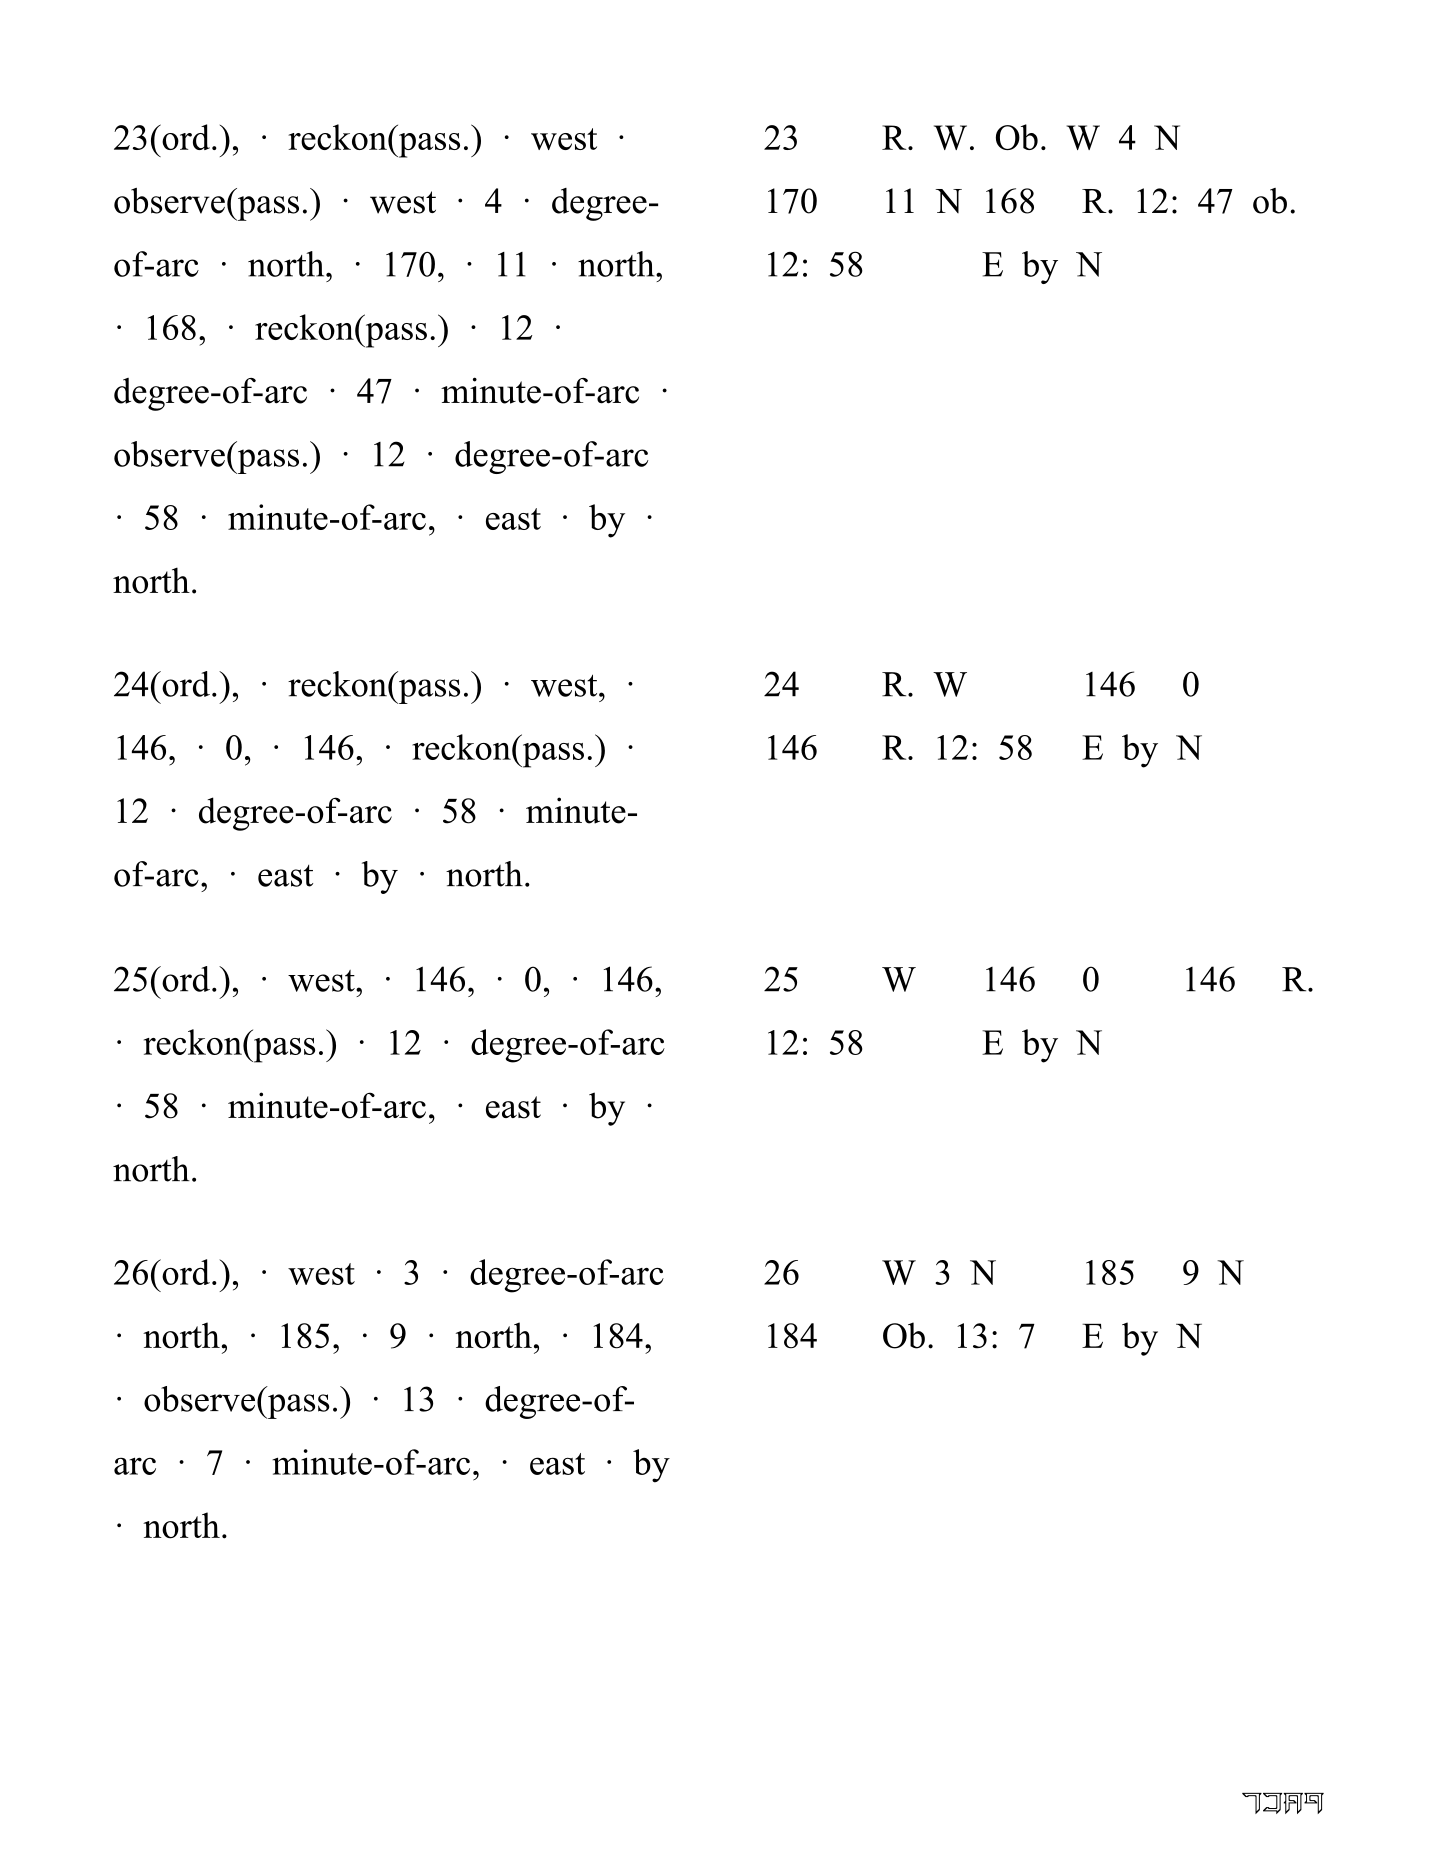 23(ord.), · reckon(pass.) · west ·
observe(pass.) · west · 4 · degree-
of-arc · north, · 170, · 11 · north,
· 168, · reckon(pass.) · 12 ·
degree-of-arc · 47 · minute-of-arc ·
observe(pass.) · 12 · degree-of-arc
· 58 · minute-of-arc, · east · by ·
north.
23 R. W. Ob. W 4 N
170 11 N 168 R. 12: 47 ob.
12: 58 E by N
24(ord.), · reckon(pass.) · west, ·
146, · 0, · 146, · reckon(pass.) ·
12 · degree-of-arc · 58 · minute-
of-arc, · east · by · north.
24 R. W 146 0
146 R. 12: 58 E by N
25(ord.), · west, · 146, · 0, · 146,
· reckon(pass.) · 12 · degree-of-arc
· 58 · minute-of-arc, · east · by ·
north.
25 W 146 0 146 R.
12: 58 E by N
26(ord.), · west · 3 · degree-of-arc
· north, · 185, · 9 · north, · 184,
· observe(pass.) · 13 · degree-of-
arc · 7 · minute-of-arc, · east · by
· north.
26 W 3 N 185 9 N
184 Ob. 13: 7 E by N